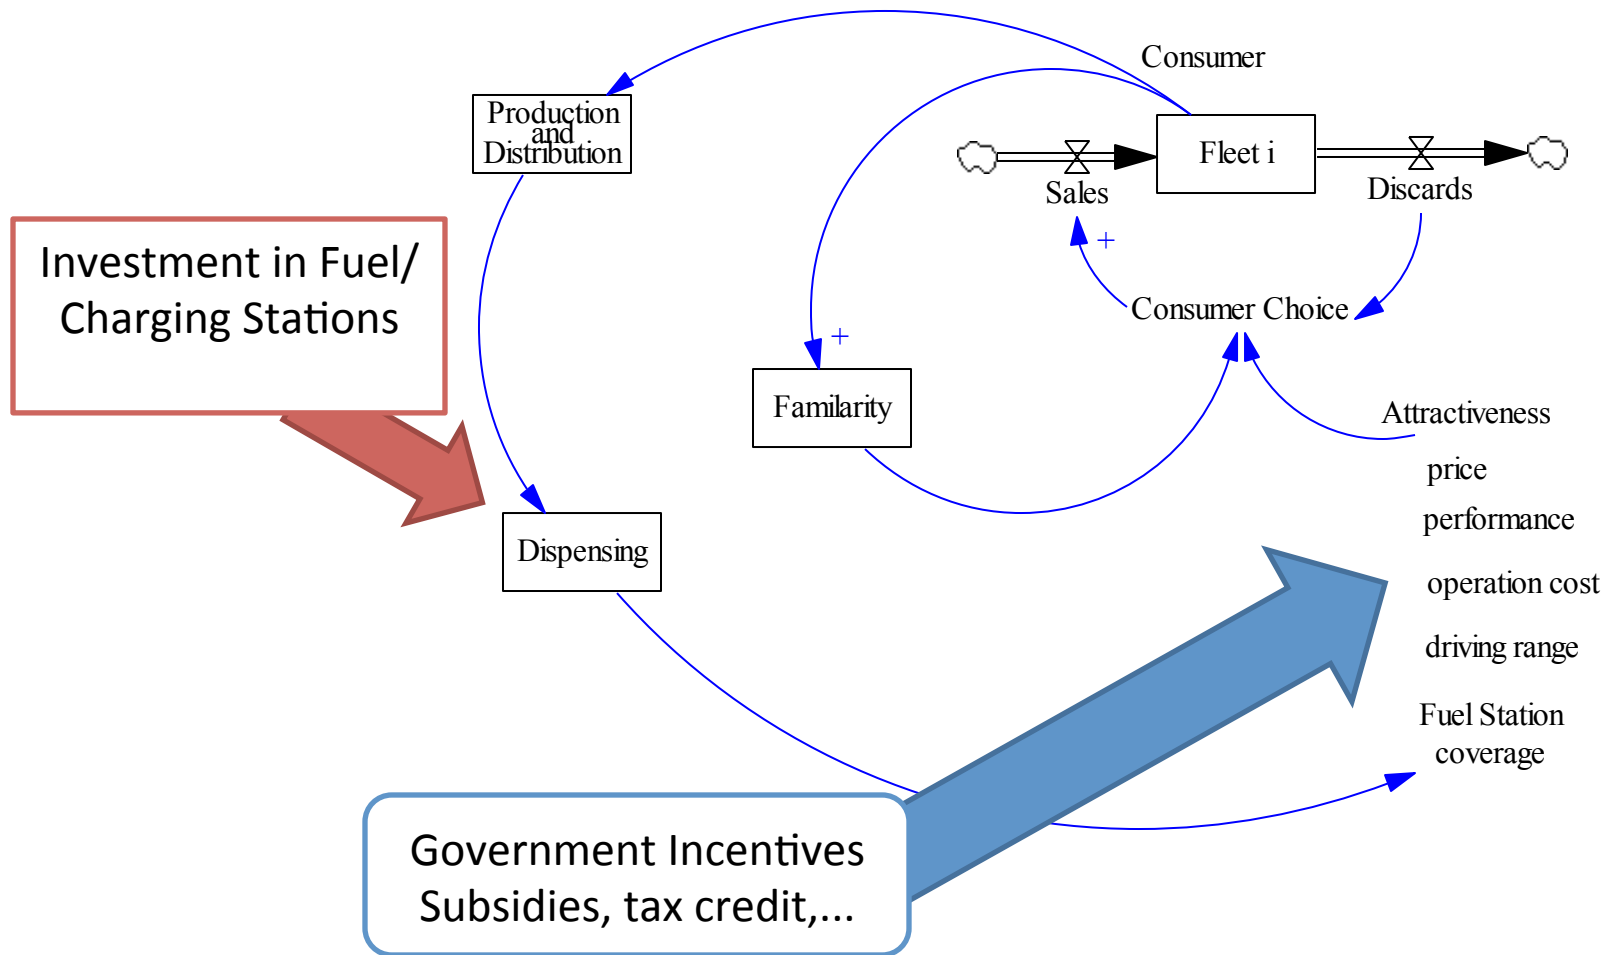 Consumer
Production
and
Distribution
Fleet i
Sales
Discards
+
Investment in Fuel/
Charging Stations
Consumer Choice
+
Familarity
Attractiveness
price
performance
Dispensing
operation cost
driving range
Fuel Station
coverage
Government Incentives
Subsidies, tax credit,...